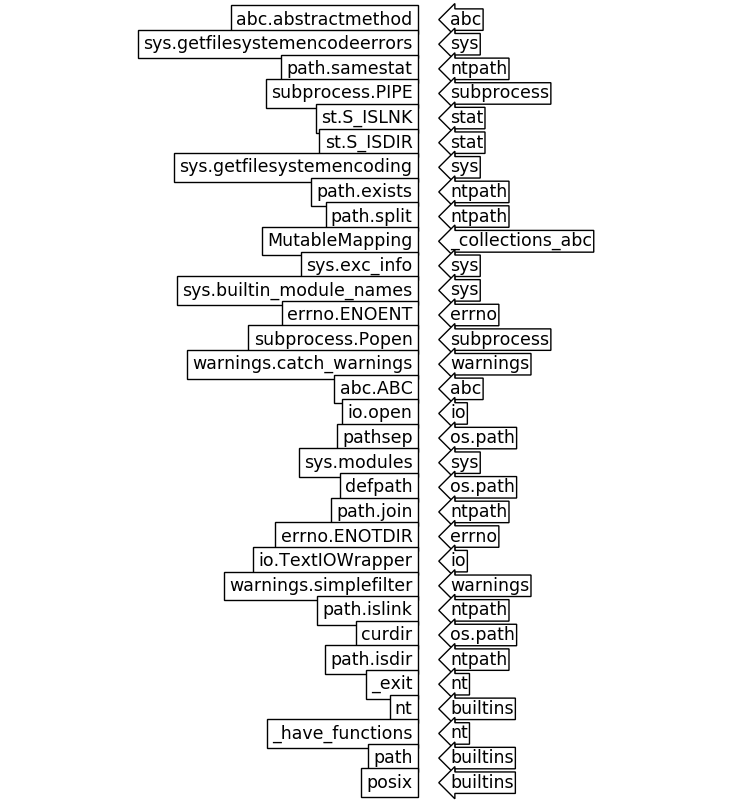 abc.abstractmethod abc
sys.getfilesystemencodeerrors sys
path.samestat ntpath
subprocess.PIPE subprocess
st.S_ISLNK stat
st.S_ISDIR stat
sys.getfilesystemencoding sys
path.exists ntpath
path.split ntpath
MutableMapping _collections_abc
sys.exc_info sys
sys.builtin_module_names sys
errno.ENOENT errno
subprocess.Popen subprocess
warnings.catch_warnings warnings
abc.ABC abc
io.open io
pathsep os.path
sys.modules sys
defpath os.path
path.join ntpath
errno.ENOTDIR errno
io.TextIOWrapper io
warnings.simplefilter warnings
path.islink ntpath
curdir os.path
path.isdir ntpath
_exit nt
nt builtins
_have_functions nt
path builtins
posix builtins